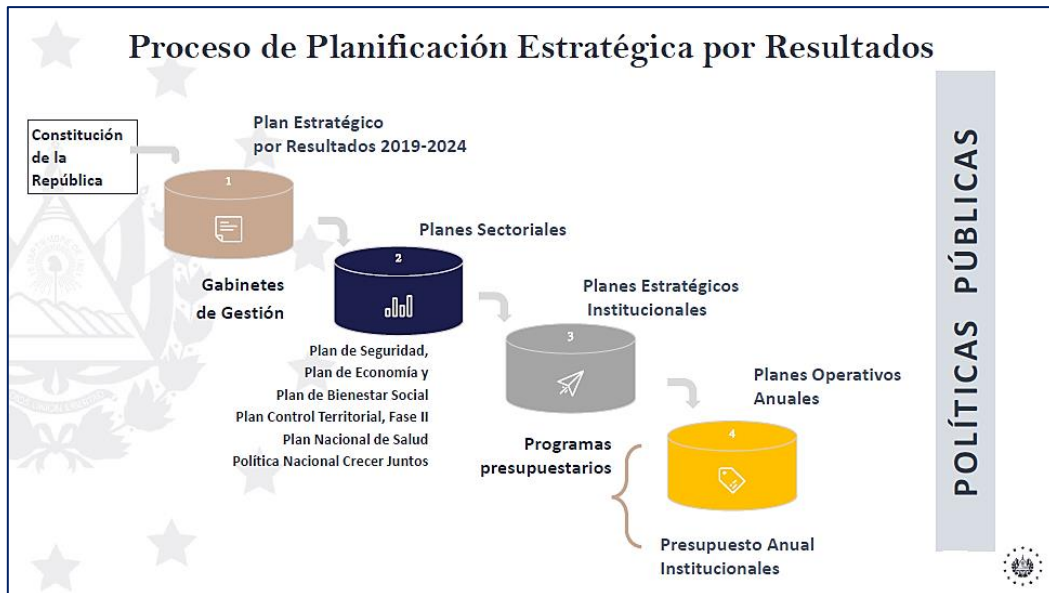 Proceso de Planificación Estratégica por Resultados
Constitución
de la
República
Plan Estratégico
por Resultados 2019-2024
1
Gabinetes
de Gestión
Planes Sectoriales
2
Plan de Seguridad,
Plan de Economía y
Plan de Bienestar Social
Plan Control Territorial, Fase II
Plan Nacional de Salud
Política Nacional Crecer Juntos
Planes Estratégicos
Institucionales
3
Programas
presupuestarios
Planes Operativos
Anuales
4
Presupuesto Anual
Institucionales
POLÍTICAS PÚBLICAS